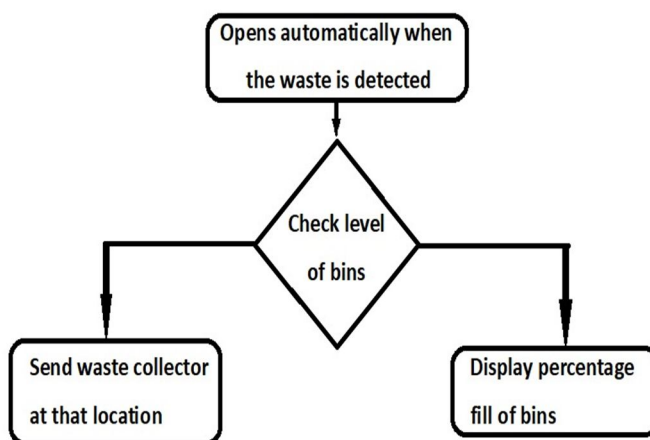 Opens automatically when
the waste is detected
Check level
of bins
Send waste collector
at that location
Display percentage
fill of bins